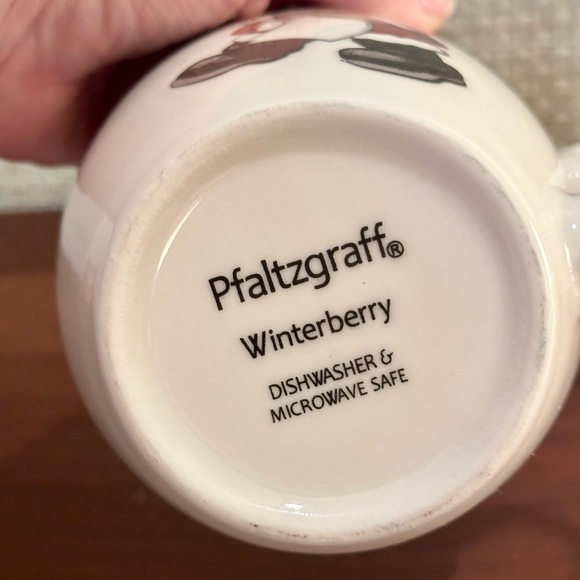 Pfaltzgraff®
Winterberry
DISHWASHER &
MICROWAVE SAFE